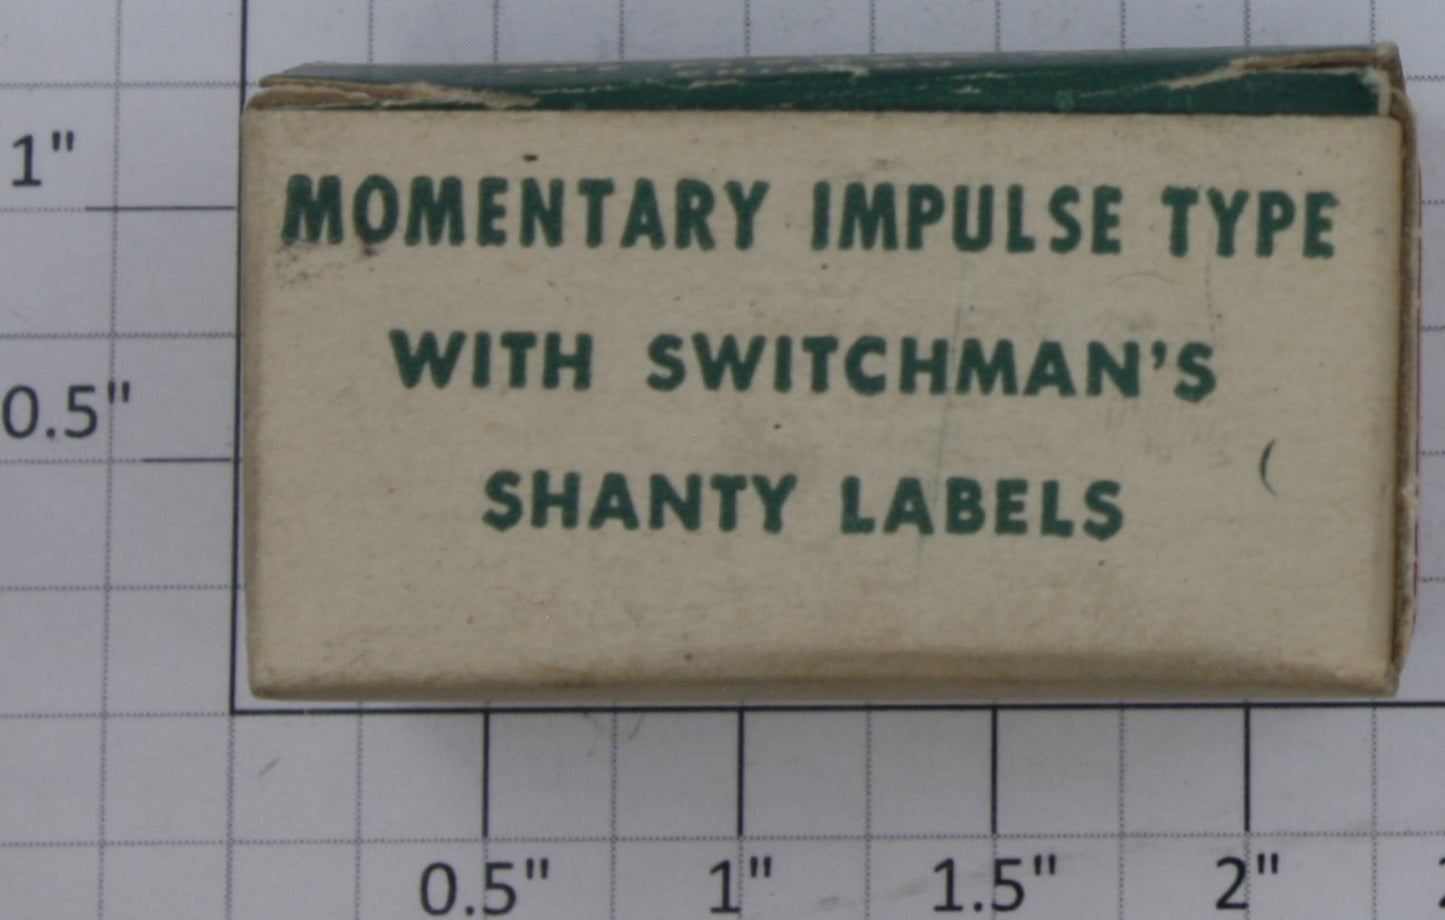 MOMENTARY IMPULSE TYPE
WITH SWITCHMAN'S
SHANTY LABELS
1"
0.5"
0.5" 1" 1.5" 2"